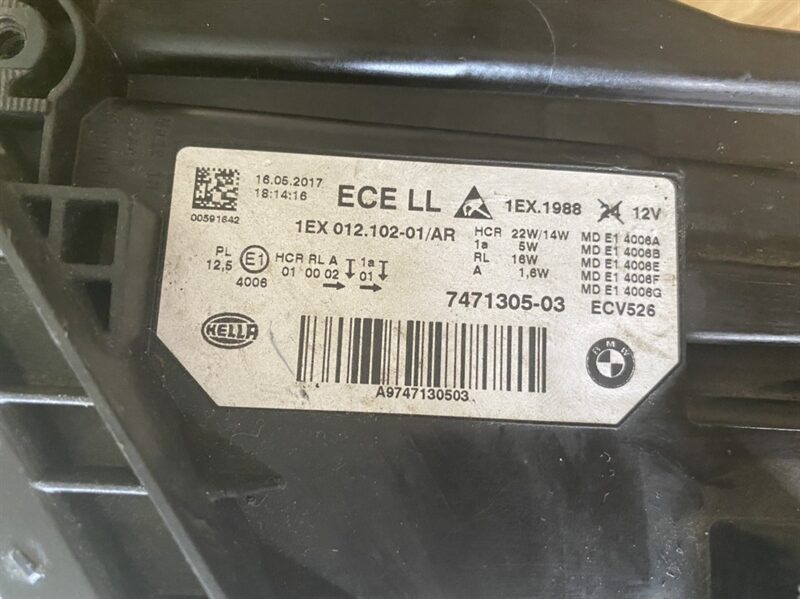 16.05.2017
18:14:16
00591642
ECE LL
1EX.1988 24 12V
1EX 012.102-01/AR
HCR 22W/14W
1a 5W
RL 16W
A 1,6W
MD E1 4006A
MD E1 4006B
MD E1 4006E
MD E1 4006F
MD E1 4006G
PL
12,5
E1
4006
HCR RL A 1a
01 00 02 01
7471305-03 ECV526
HELLA
BMW
A9747130503